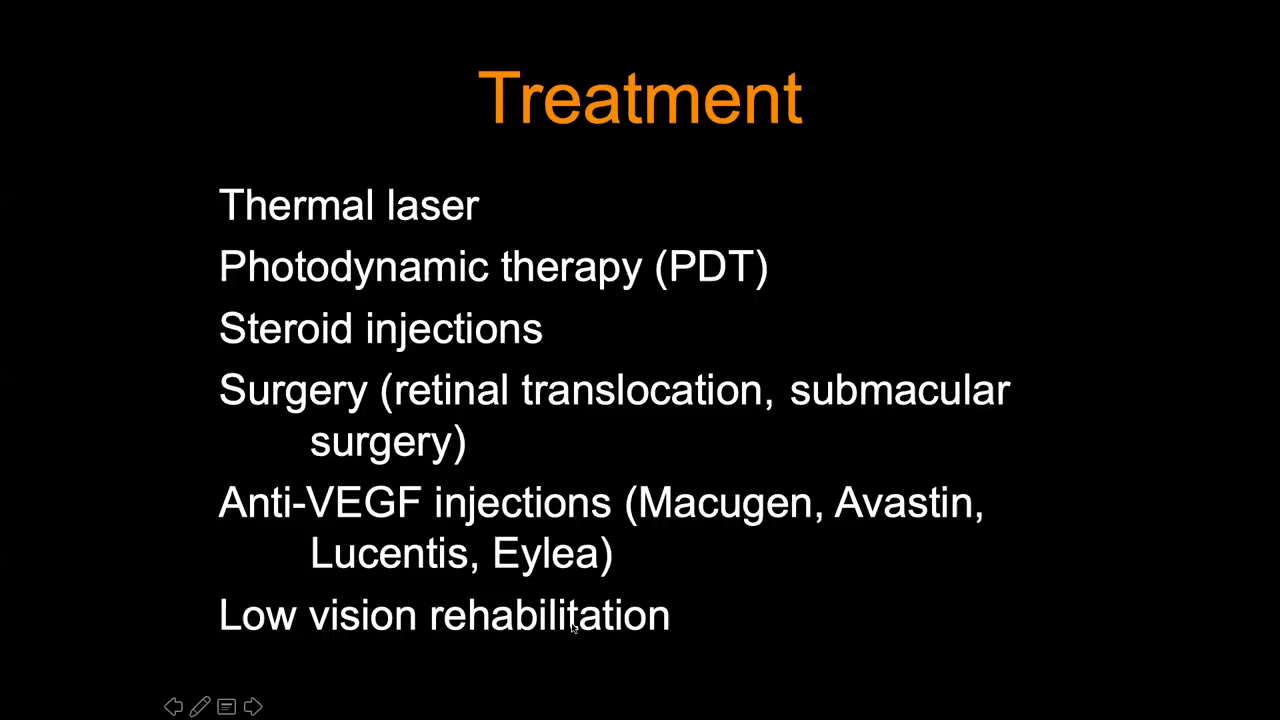 Treatment
Thermal laser
Photodynamic therapy (PDT)
Steroid injections
Surgery (retinal translocation, submacular
surgery)
Anti-VEGF injections (Macugen, Avastin,
Lucentis, Eylea)
Low vision rehabilitation